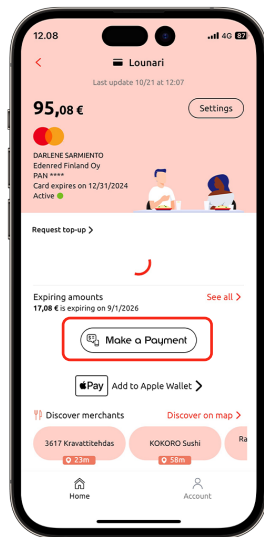 12.08
4G 87
Lounari
Last update 10/21 at 12:07
95,08 €
Settings
DARLENE SARMIENTO
Edenred Finland Oy
PAN ****
Card expires on 12/31/2024
Active
Request top-up >
Expiring amounts
See all >
17,08 € is expiring on 9/1/2026
Make a Payment
Pay
Add to Apple Wallet >
Discover merchants
Discover on map >
3617 Kravattitehdas
KOKORO Sushi
Ra
23m
58m
Home
Account